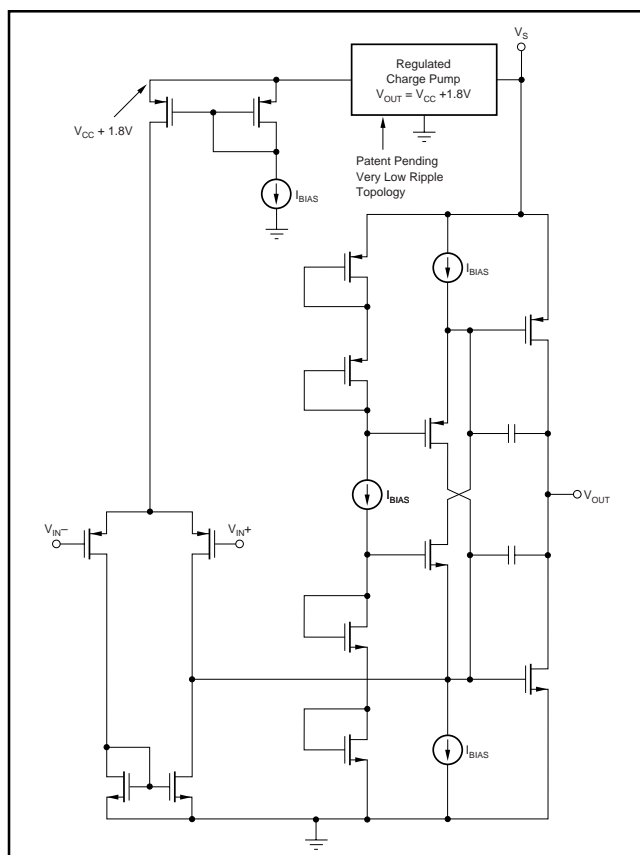 V_S
Regulated
Charge Pump
V_OUT = V_CC +1.8V
V_CC + 1.8V
Patent Pending
Very Low Ripple
Topology
I_BIAS
I_BIAS
I_BIAS
V_OUT
V_IN–
V_IN+
I_BIAS